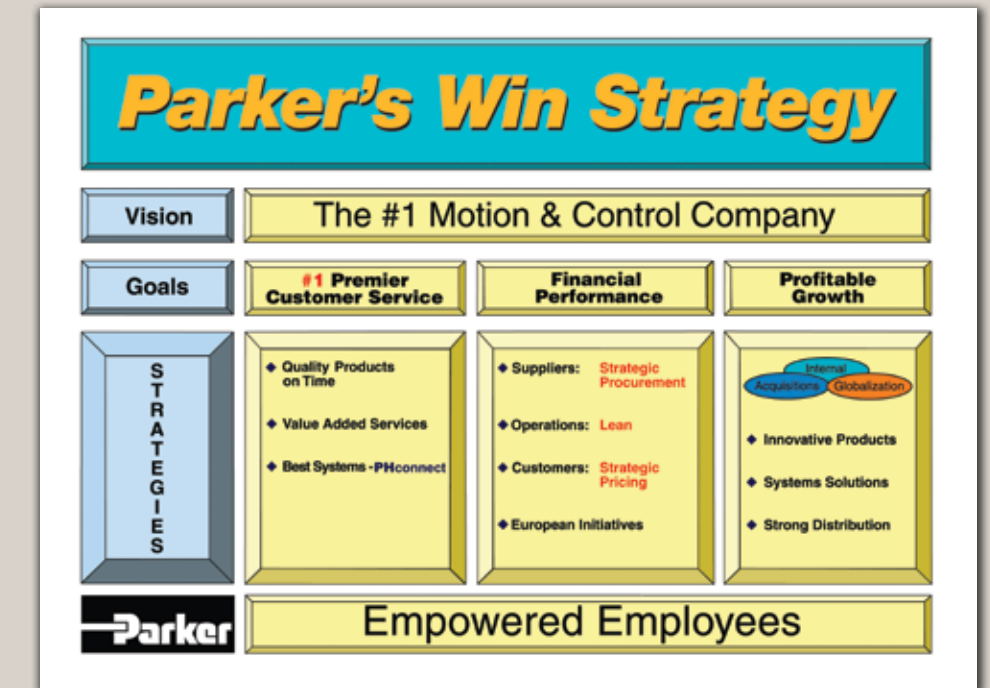 Parker's Win Strategy
Vision
The #1 Motion & Control Company
Goals
#1 Premier
Customer Service
Financial
Performance
Profitable
Growth
STRATEGIES
Quality Products
on Time
Value Added Services
Best Systems -PHconnect
Suppliers: Strategic
Procurement
Operations: Lean
Customers: Strategic
Pricing
European Initiatives
Internal
Acquisitions Globalization
Innovative Products
Systems Solutions
Strong Distribution
Parker
Empowered Employees